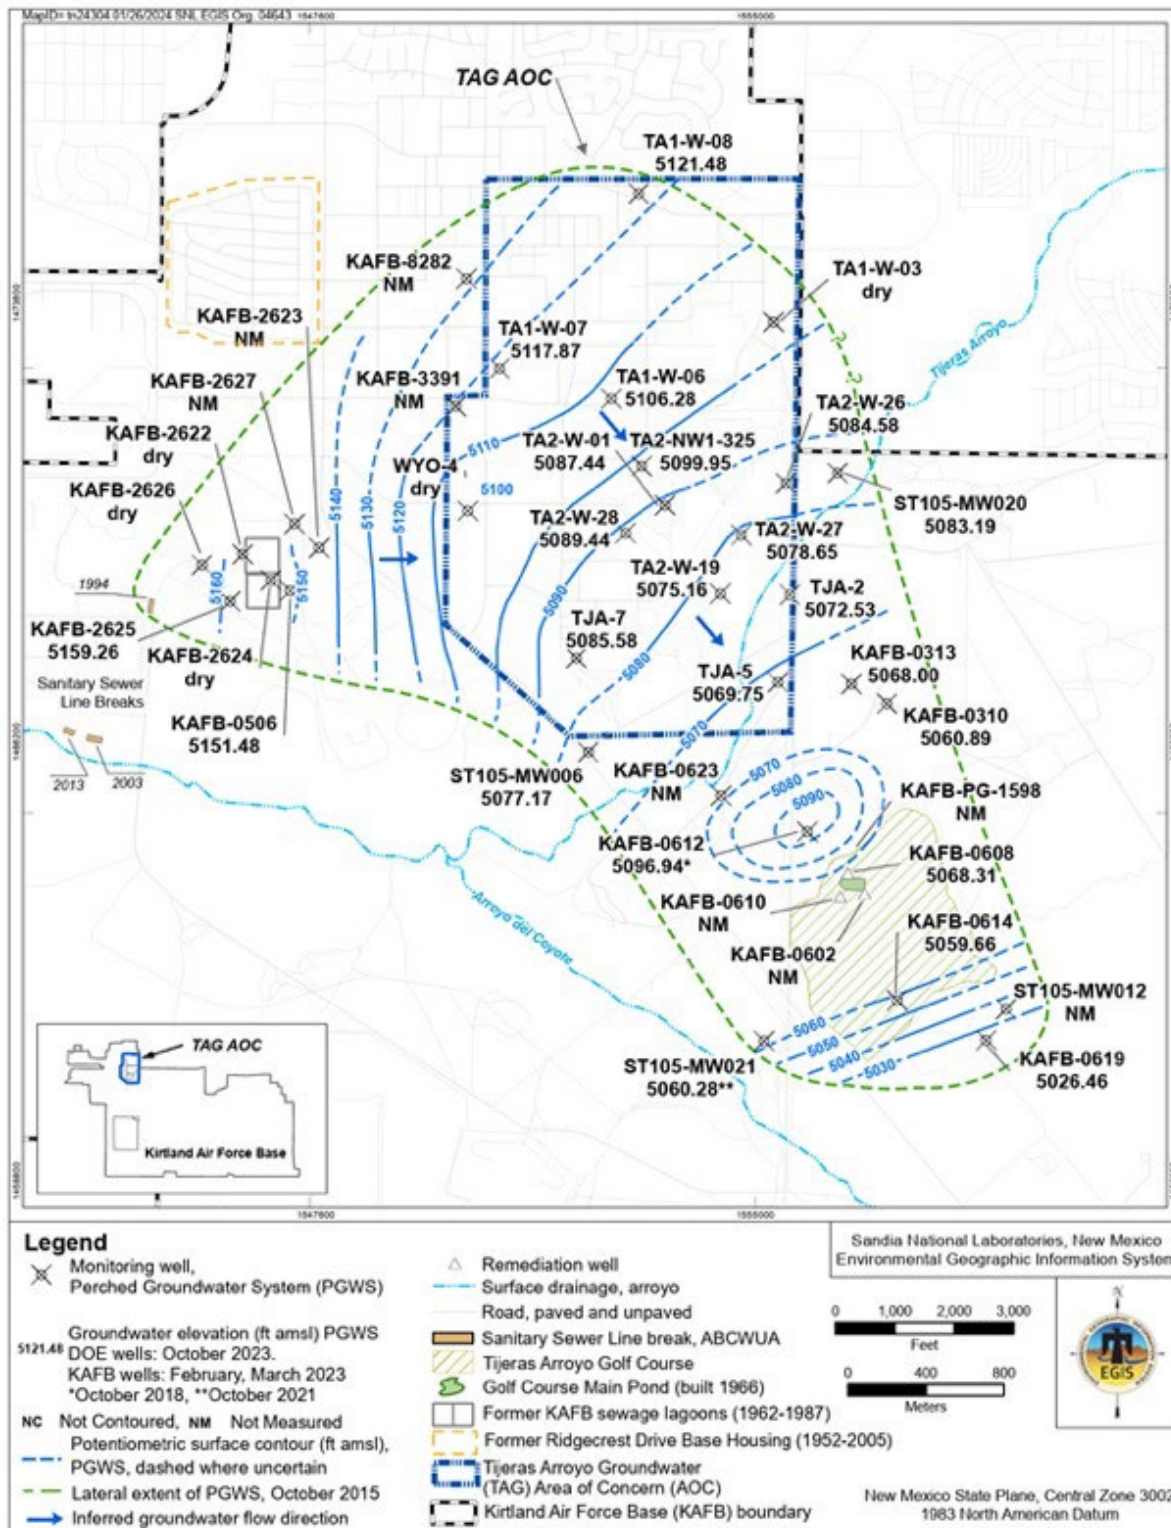 MapID= tn24304 01/26/2024 SNL EGIS Org. 04643
1547600
1555000
TAG AOC
TA1-W-08
5121.48
KAFB-8282
NM
TA1-W-03
dry
KAFB-2623
NM
TA1-W-07
5117.87
Tijeras Arroyo
KAFB-2627
NM
KAFB-3391
NM
TA1-W-06
5106.28
TA2-W-26
5084.58
KAFB-2622
dry
5110
TA2-W-01
5087.44
TA2-NW1-325
5099.95
WYO-4
dry
KAFB-2626
dry
5140
5130
5120
5100
ST105-MW020
5083.19
TA2-W-28
5089.44
TA2-W-27
5078.65
1994
5160
5150
TA2-W-19
5075.16
TJA-2
5072.53
5090
KAFB-2625
5159.26
KAFB-2624
dry
TJA-7
5085.58
5080
KAFB-0313
5068.00
Sanitary Sewer
Line Breaks
TJA-5
5069.75
KAFB-0506
5151.48
KAFB-0310
5060.89
5070
2013
2003
ST105-MW006
5077.17
KAFB-0623
NM
5070
5080
5090
KAFB-PG-1598
NM
KAFB-0612
5096.94*
KAFB-0608
5068.31
KAFB-0610
NM
Arroyo del Coyote
KAFB-0614
5059.66
KAFB-0602
NM
ST105-MW012
NM
5060
5050
5040
5030
ST105-MW021
5060.28**
KAFB-0619
5026.46
TAG AOC
Kirtland Air Force Base
1547600
1555000
Legend
Monitoring well,
Perched Groundwater System (PGWS)
5121.48 Groundwater elevation (ft amsl) PGWS
DOE wells: October 2023.
KAFB wells: February, March 2023
*October 2018, **October 2021
NC Not Contoured, NM Not Measured
Potentiometric surface contour (ft amsl),
PGWS, dashed where uncertain
Lateral extent of PGWS, October 2015
Inferred groundwater flow direction
Remediation well
Surface drainage, arroyo
Road, paved and unpaved
Sanitary Sewer Line break, ABCWUA
Tijeras Arroyo Golf Course
Golf Course Main Pond (built 1966)
Former KAFB sewage lagoons (1962-1987)
Former Ridgecrest Drive Base Housing (1952-2005)
Tijeras Arroyo Groundwater
(TAG) Area of Concern (AOC)
Kirtland Air Force Base (KAFB) boundary
Sandia National Laboratories, New Mexico
Environmental Geographic Information System
0 1,000 2,000 3,000
Feet
0 400 800
Meters
EGIS
New Mexico State Plane, Central Zone 3002
1983 North American Datum